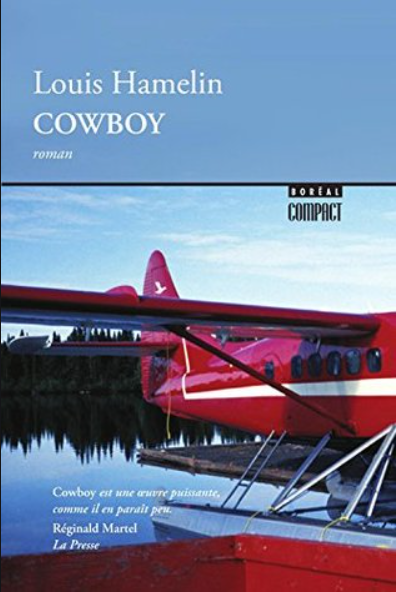 Louis Hamelin
COWBOY
roman
BORÉAL
COMPACT
Cowboy est une œuvre puissante,
comme il en paraît peu.
Réginald Martel
La Presse